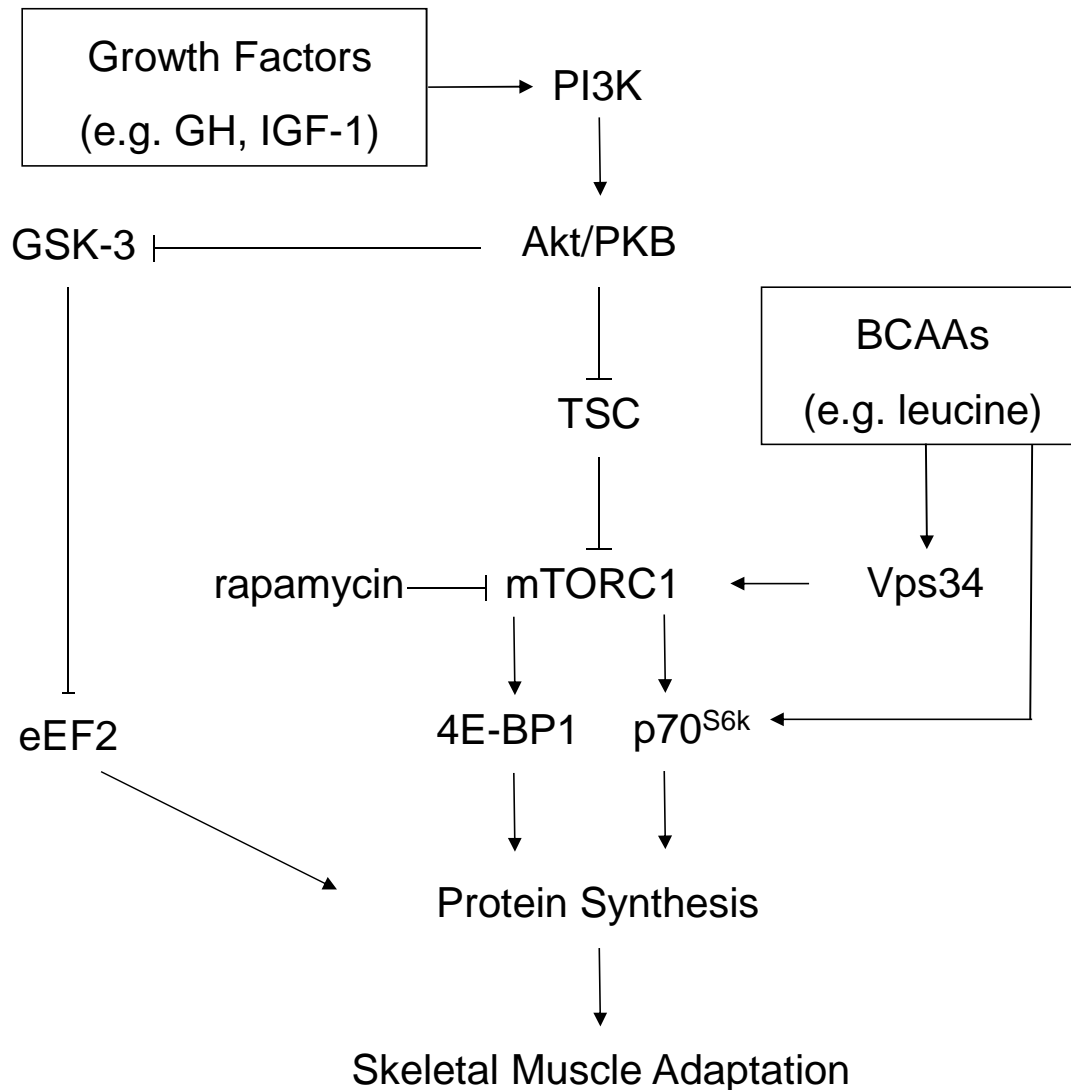 Growth Factors
(e.g. GH, IGF-1)
PI3K
GSK-3
Akt/PKB
BCAAs
(e.g. leucine)
TSC
rapamycin
mTORC1
Vps34
eEF2
4E-BP1
p70S6k
Protein Synthesis
Skeletal Muscle Adaptation